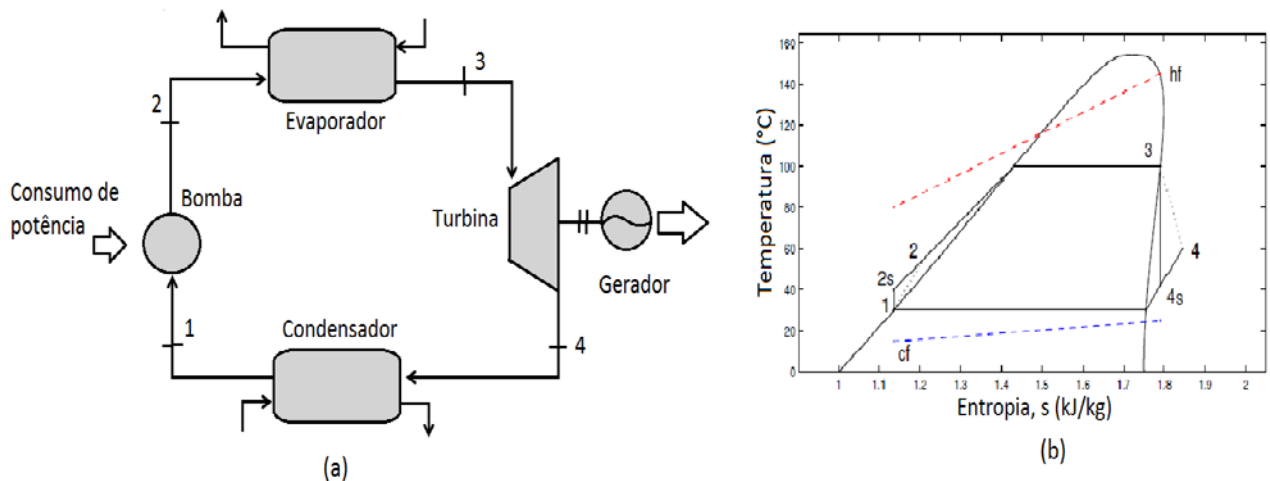 Evaporador
3
2
Consumo de
potência
Bomba
Turbina
Gerador
1
Condensador
4
(a)
Temperatura (°C)
160
140
120
100
80
60
40
20
0
hf
3
2
2s
1
4
4s
cf
1
1.1
1.2
1.3
1.4
1.5
1.6
1.7
1.8
1.9
2
Entropia, s (kJ/kg)
(b)